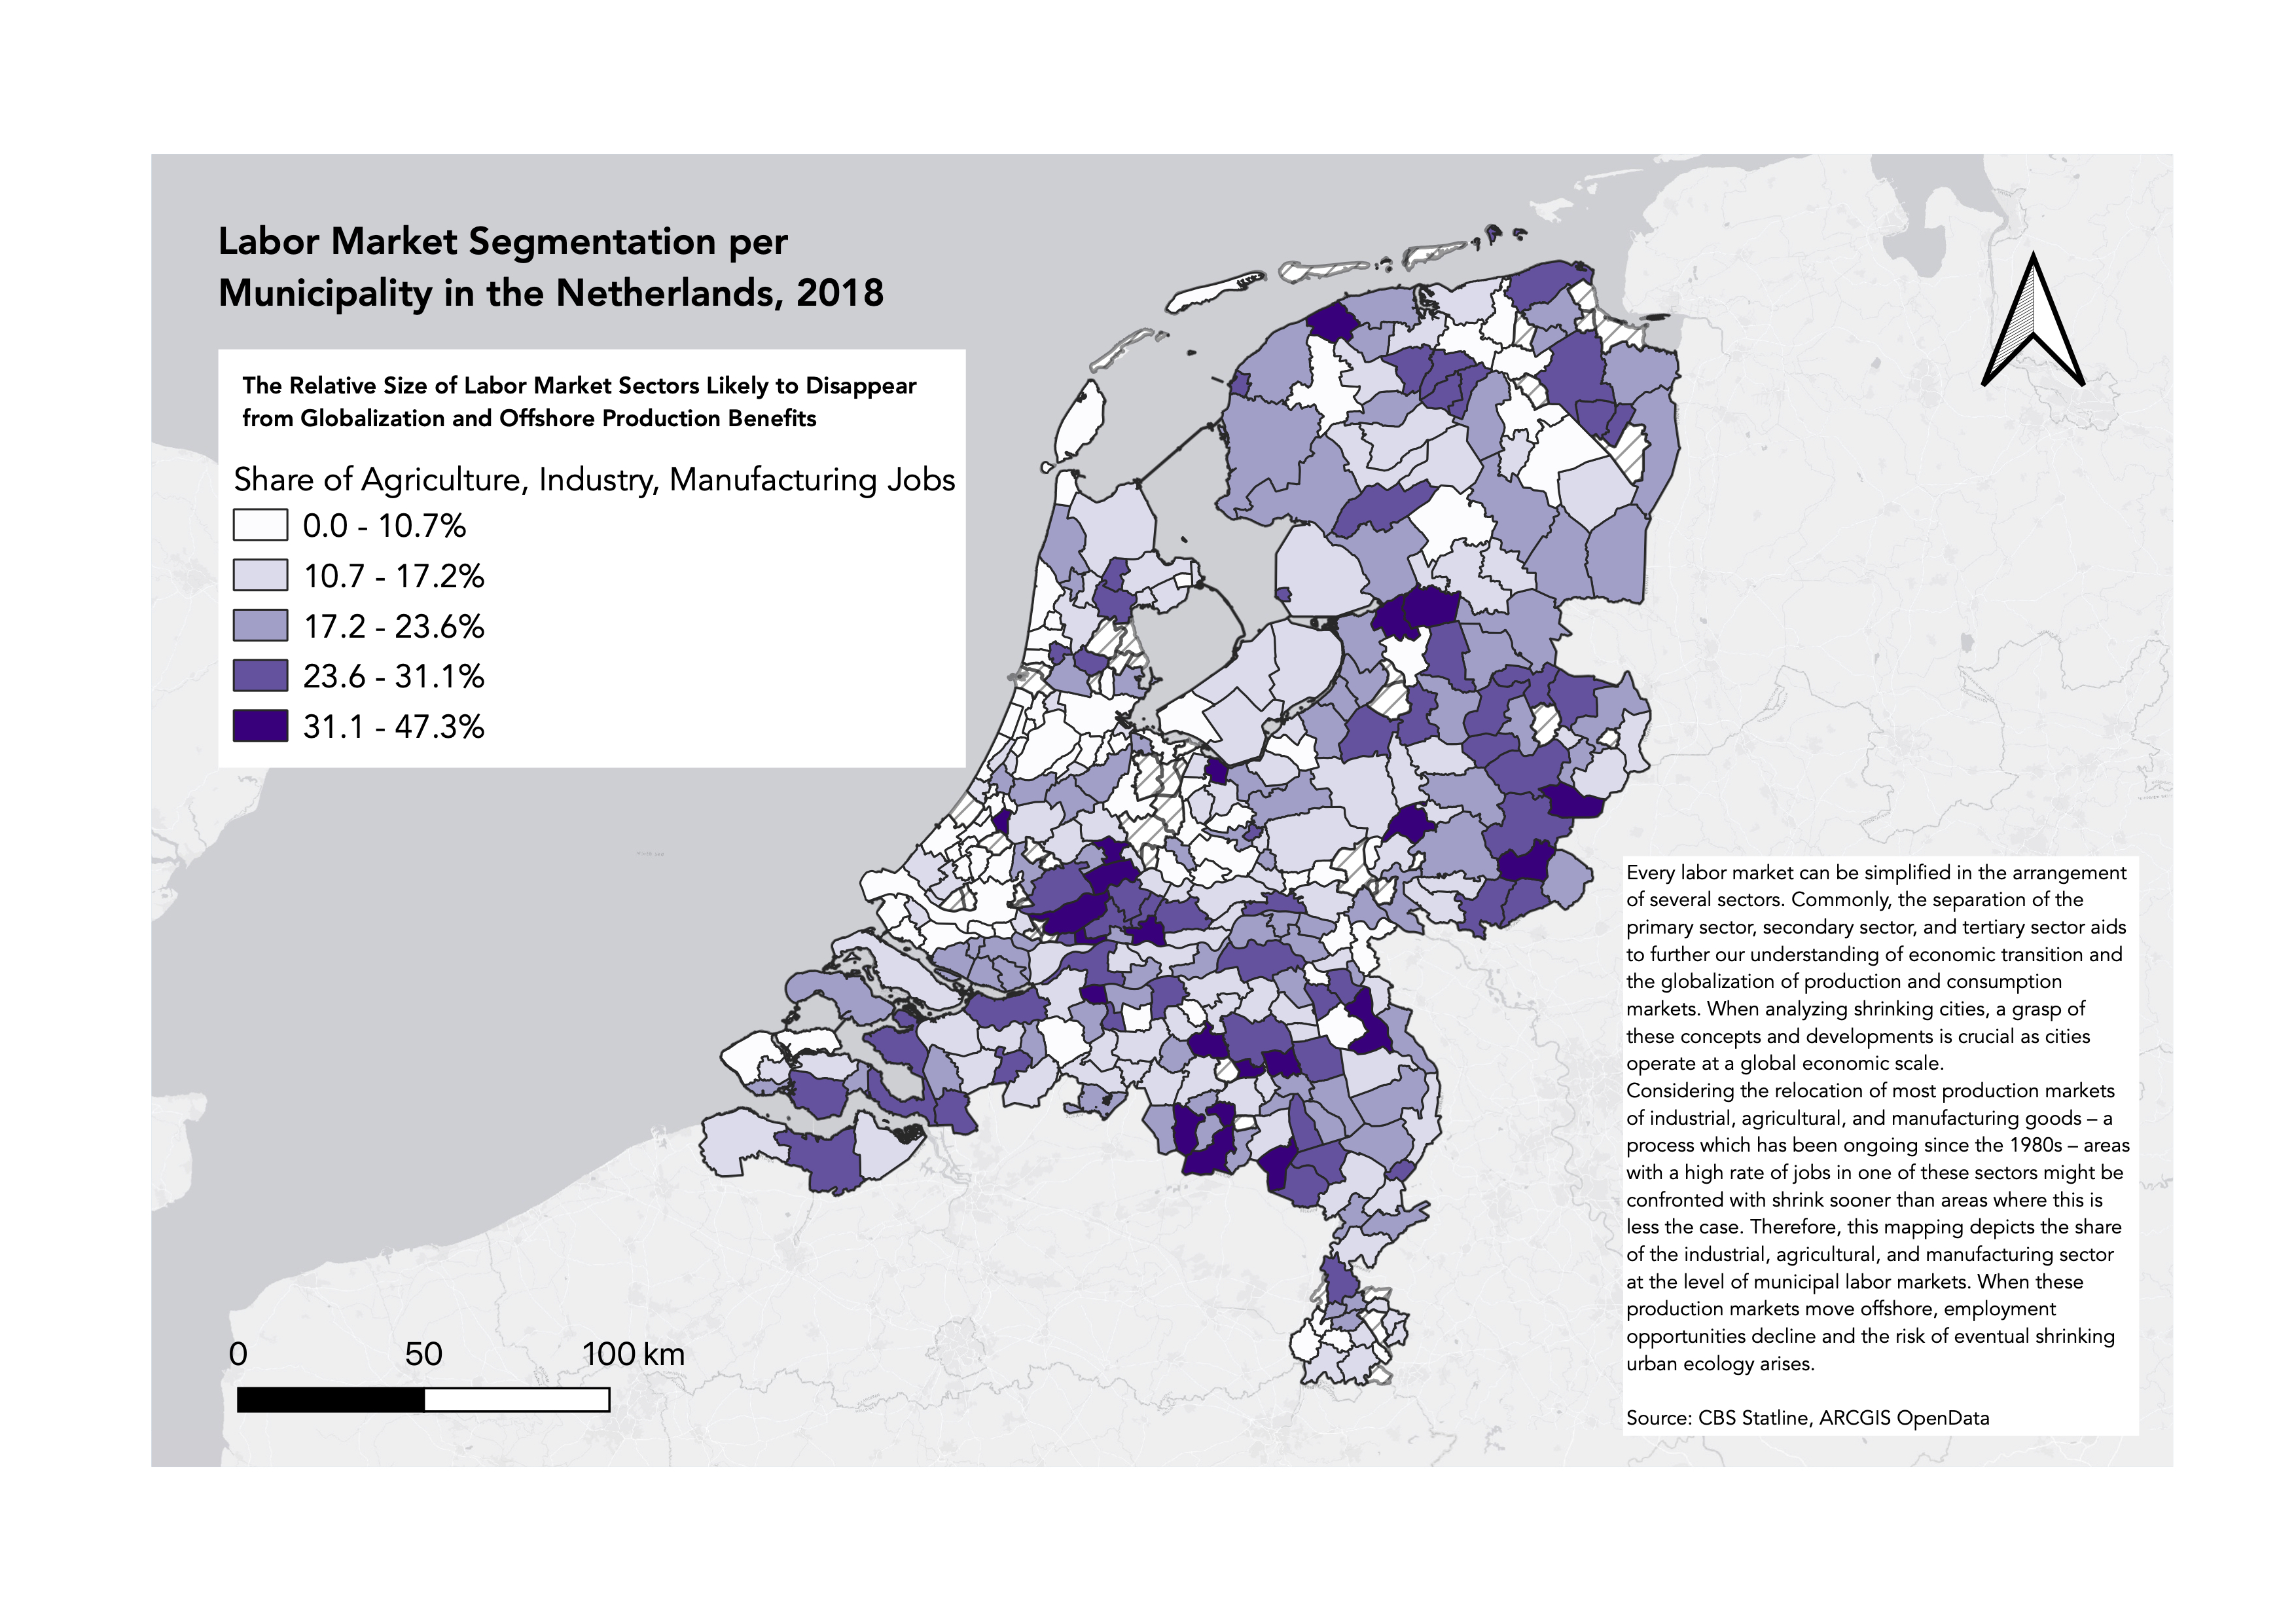 Labor Market Segmentation per
Municipality in the Netherlands, 2018
The Relative Size of Labor Market Sectors Likely to Disappear
from Globalization and Offshore Production Benefits
Share of Agriculture, Industry, Manufacturing Jobs
0.0 - 10.7%
10.7 - 17.2%
17.2 - 23.6%
23.6 - 31.1%
31.1 - 47.3%
Every labor market can be simplified in the arrangement
of several sectors. Commonly, the separation of the
primary sector, secondary sector, and tertiary sector aids
to further our understanding of economic transition and
the globalization of production and consumption
markets. When analyzing shrinking cities, a grasp of
these concepts and developments is crucial as cities
operate at a global economic scale.
Considering the relocation of most production markets
of industrial, agricultural, and manufacturing goods – a
process which has been ongoing since the 1980s – areas
with a high rate of jobs in one of these sectors might be
confronted with shrink sooner than areas where this is
less the case. Therefore, this mapping depicts the share
of the industrial, agricultural, and manufacturing sector
at the level of municipal labor markets. When these
production markets move offshore, employment
opportunities decline and the risk of eventual shrinking
urban ecology arises.
Source: CBS Statline, ARCGIS OpenData
0 50 100 km